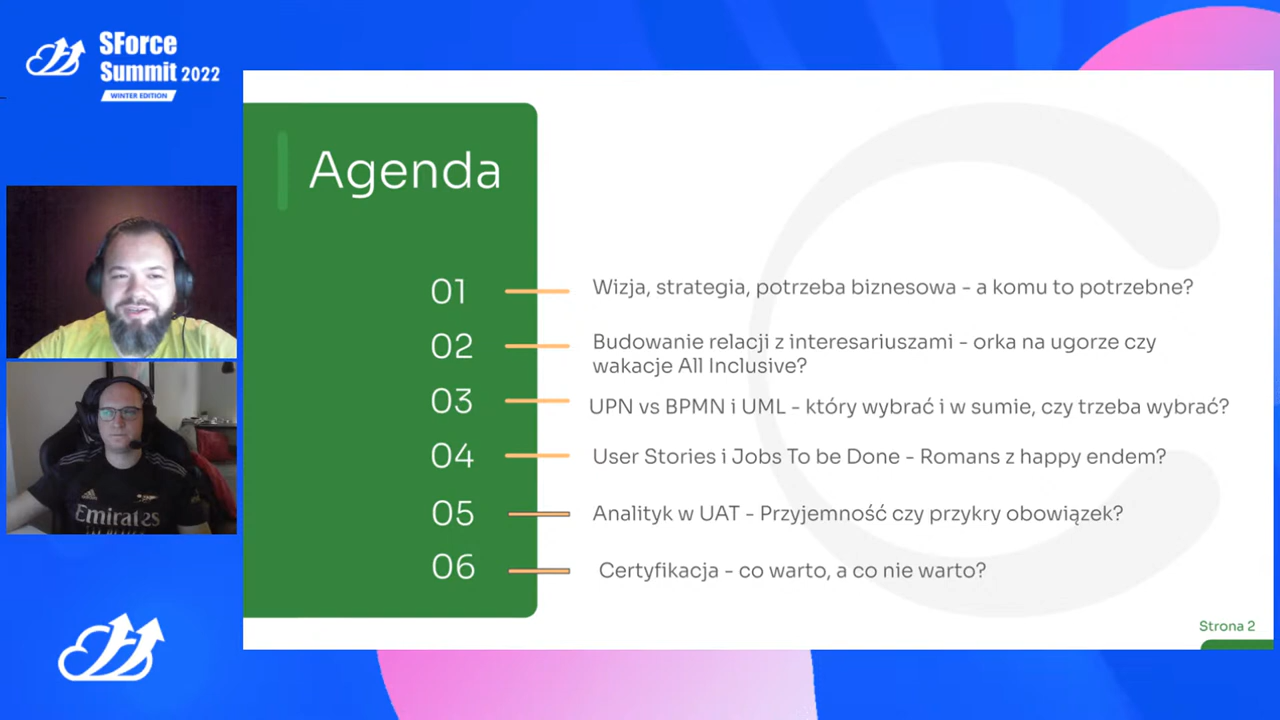 SForce
Summit 2022
WINTER EDITION
Agenda
01
Wizja, strategia, potrzeba biznesowa - a komu to potrzebne?
02
Budowanie relacji z interesariuszami - orka na ugorze czy
wakacje All Inclusive?
03
UPN vs BPMN i UML - który wybrać i w sumie, czy trzeba wybrać?
04
User Stories i Jobs To be Done - Romans z happy endem?
05
Analityk w UAT - Przyjemność czy przykry obowiązek?
06
Certyfikacja - co warto, a co nie warto?
Strona 2
Emirates